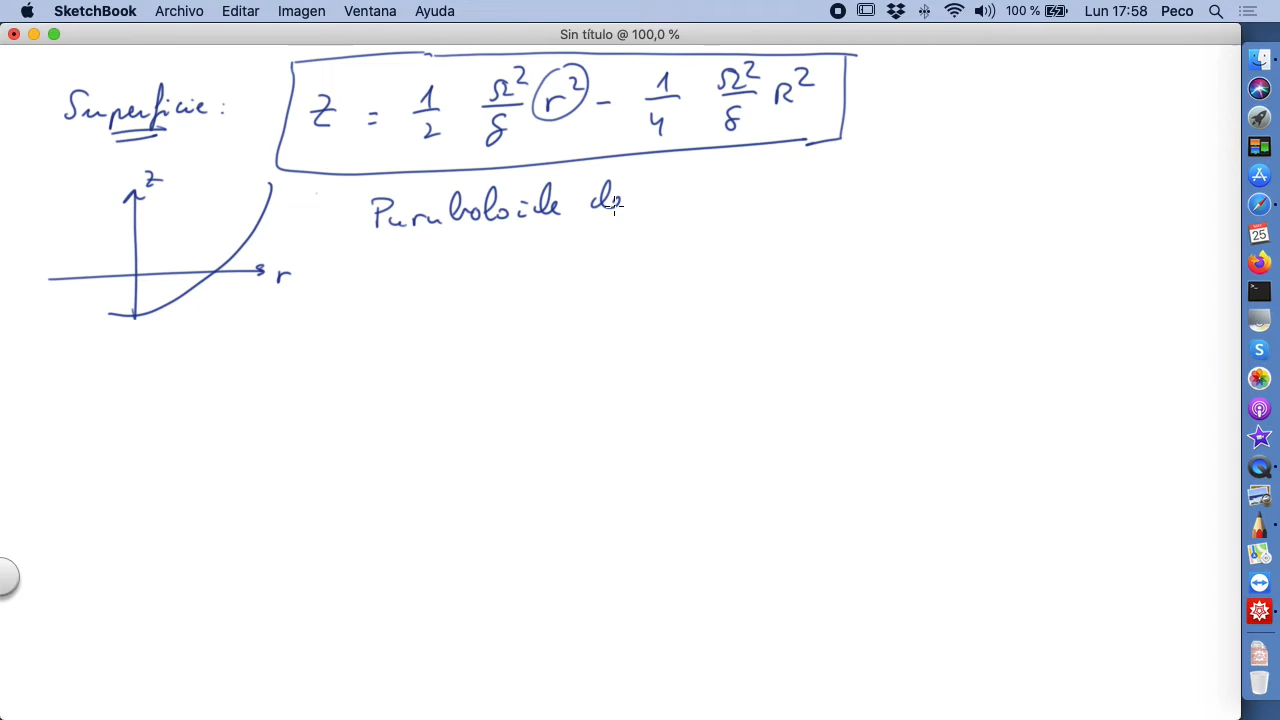 SketchBook Archivo Editar Imagen Ventana Ayuda 100 % Lun 17:58 Peco
Sin título @ 100,0 %
Superficie : Z = 1/2 Ω²/g r² - 1/4 Ω²/g R²
Z
Paraboloide de
r
25